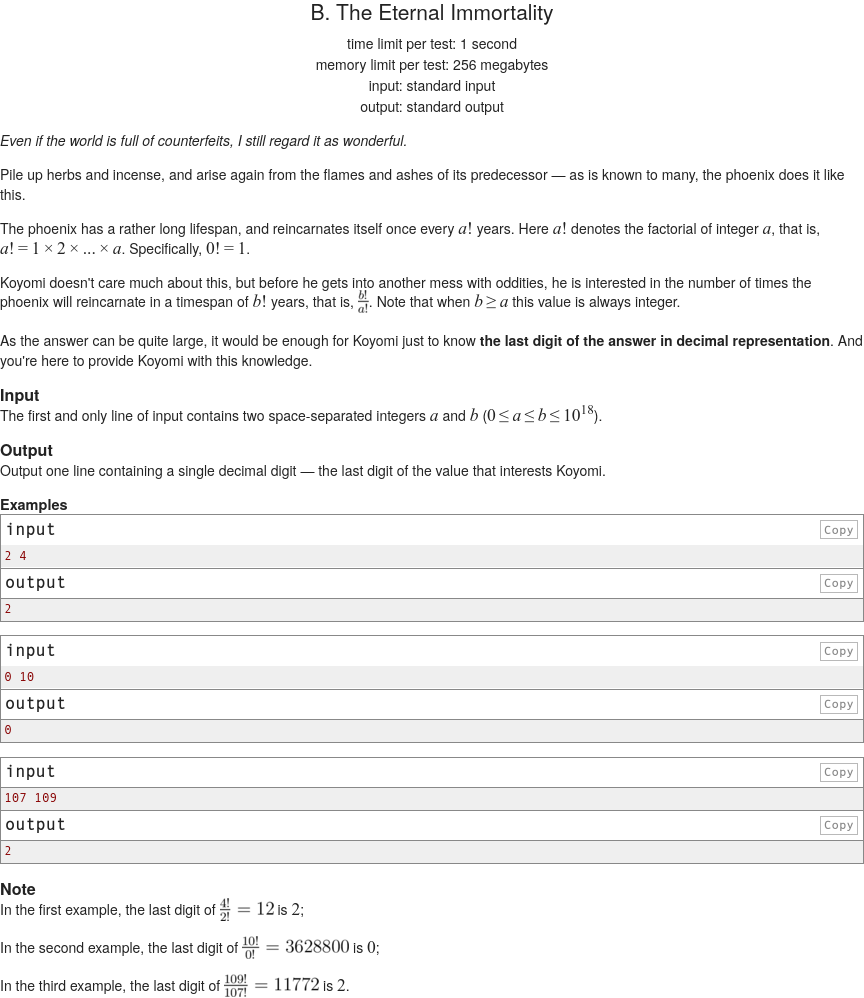 B. The Eternal Immortality
time limit per test: 1 second
memory limit per test: 256 megabytes
input: standard input
output: standard output
Even if the world is full of counterfeits, I still regard it as wonderful.
Pile up herbs and incense, and arise again from the flames and ashes of its predecessor — as is known to many, the phoenix does it like
this.
The phoenix has a rather long lifespan, and reincarnates itself once every a! years. Here a! denotes the factorial of integer a, that is,
a! = 1 × 2 × ... × a. Specifically, 0! = 1.
Koyomi doesn't care much about this, but before he gets into another mess with oddities, he is interested in the number of times the
phoenix will reincarnate in a timespan of b! years, that is, b!/a!. Note that when b ≥ a this value is always integer.
As the answer can be quite large, it would be enough for Koyomi just to know the last digit of the answer in decimal representation. And
you're here to provide Koyomi with this knowledge.
Input
The first and only line of input contains two space-separated integers a and b (0 ≤ a ≤ b ≤ 10^18).
Output
Output one line containing a single decimal digit — the last digit of the value that interests Koyomi.
Examples
input Copy
2 4
output Copy
2
input Copy
0 10
output Copy
0
input Copy
107 109
output Copy
2
Note
In the first example, the last digit of 4!/2! = 12 is 2;
In the second example, the last digit of 10!/0! = 3628800 is 0;
In the third example, the last digit of 109!/107! = 11772 is 2.